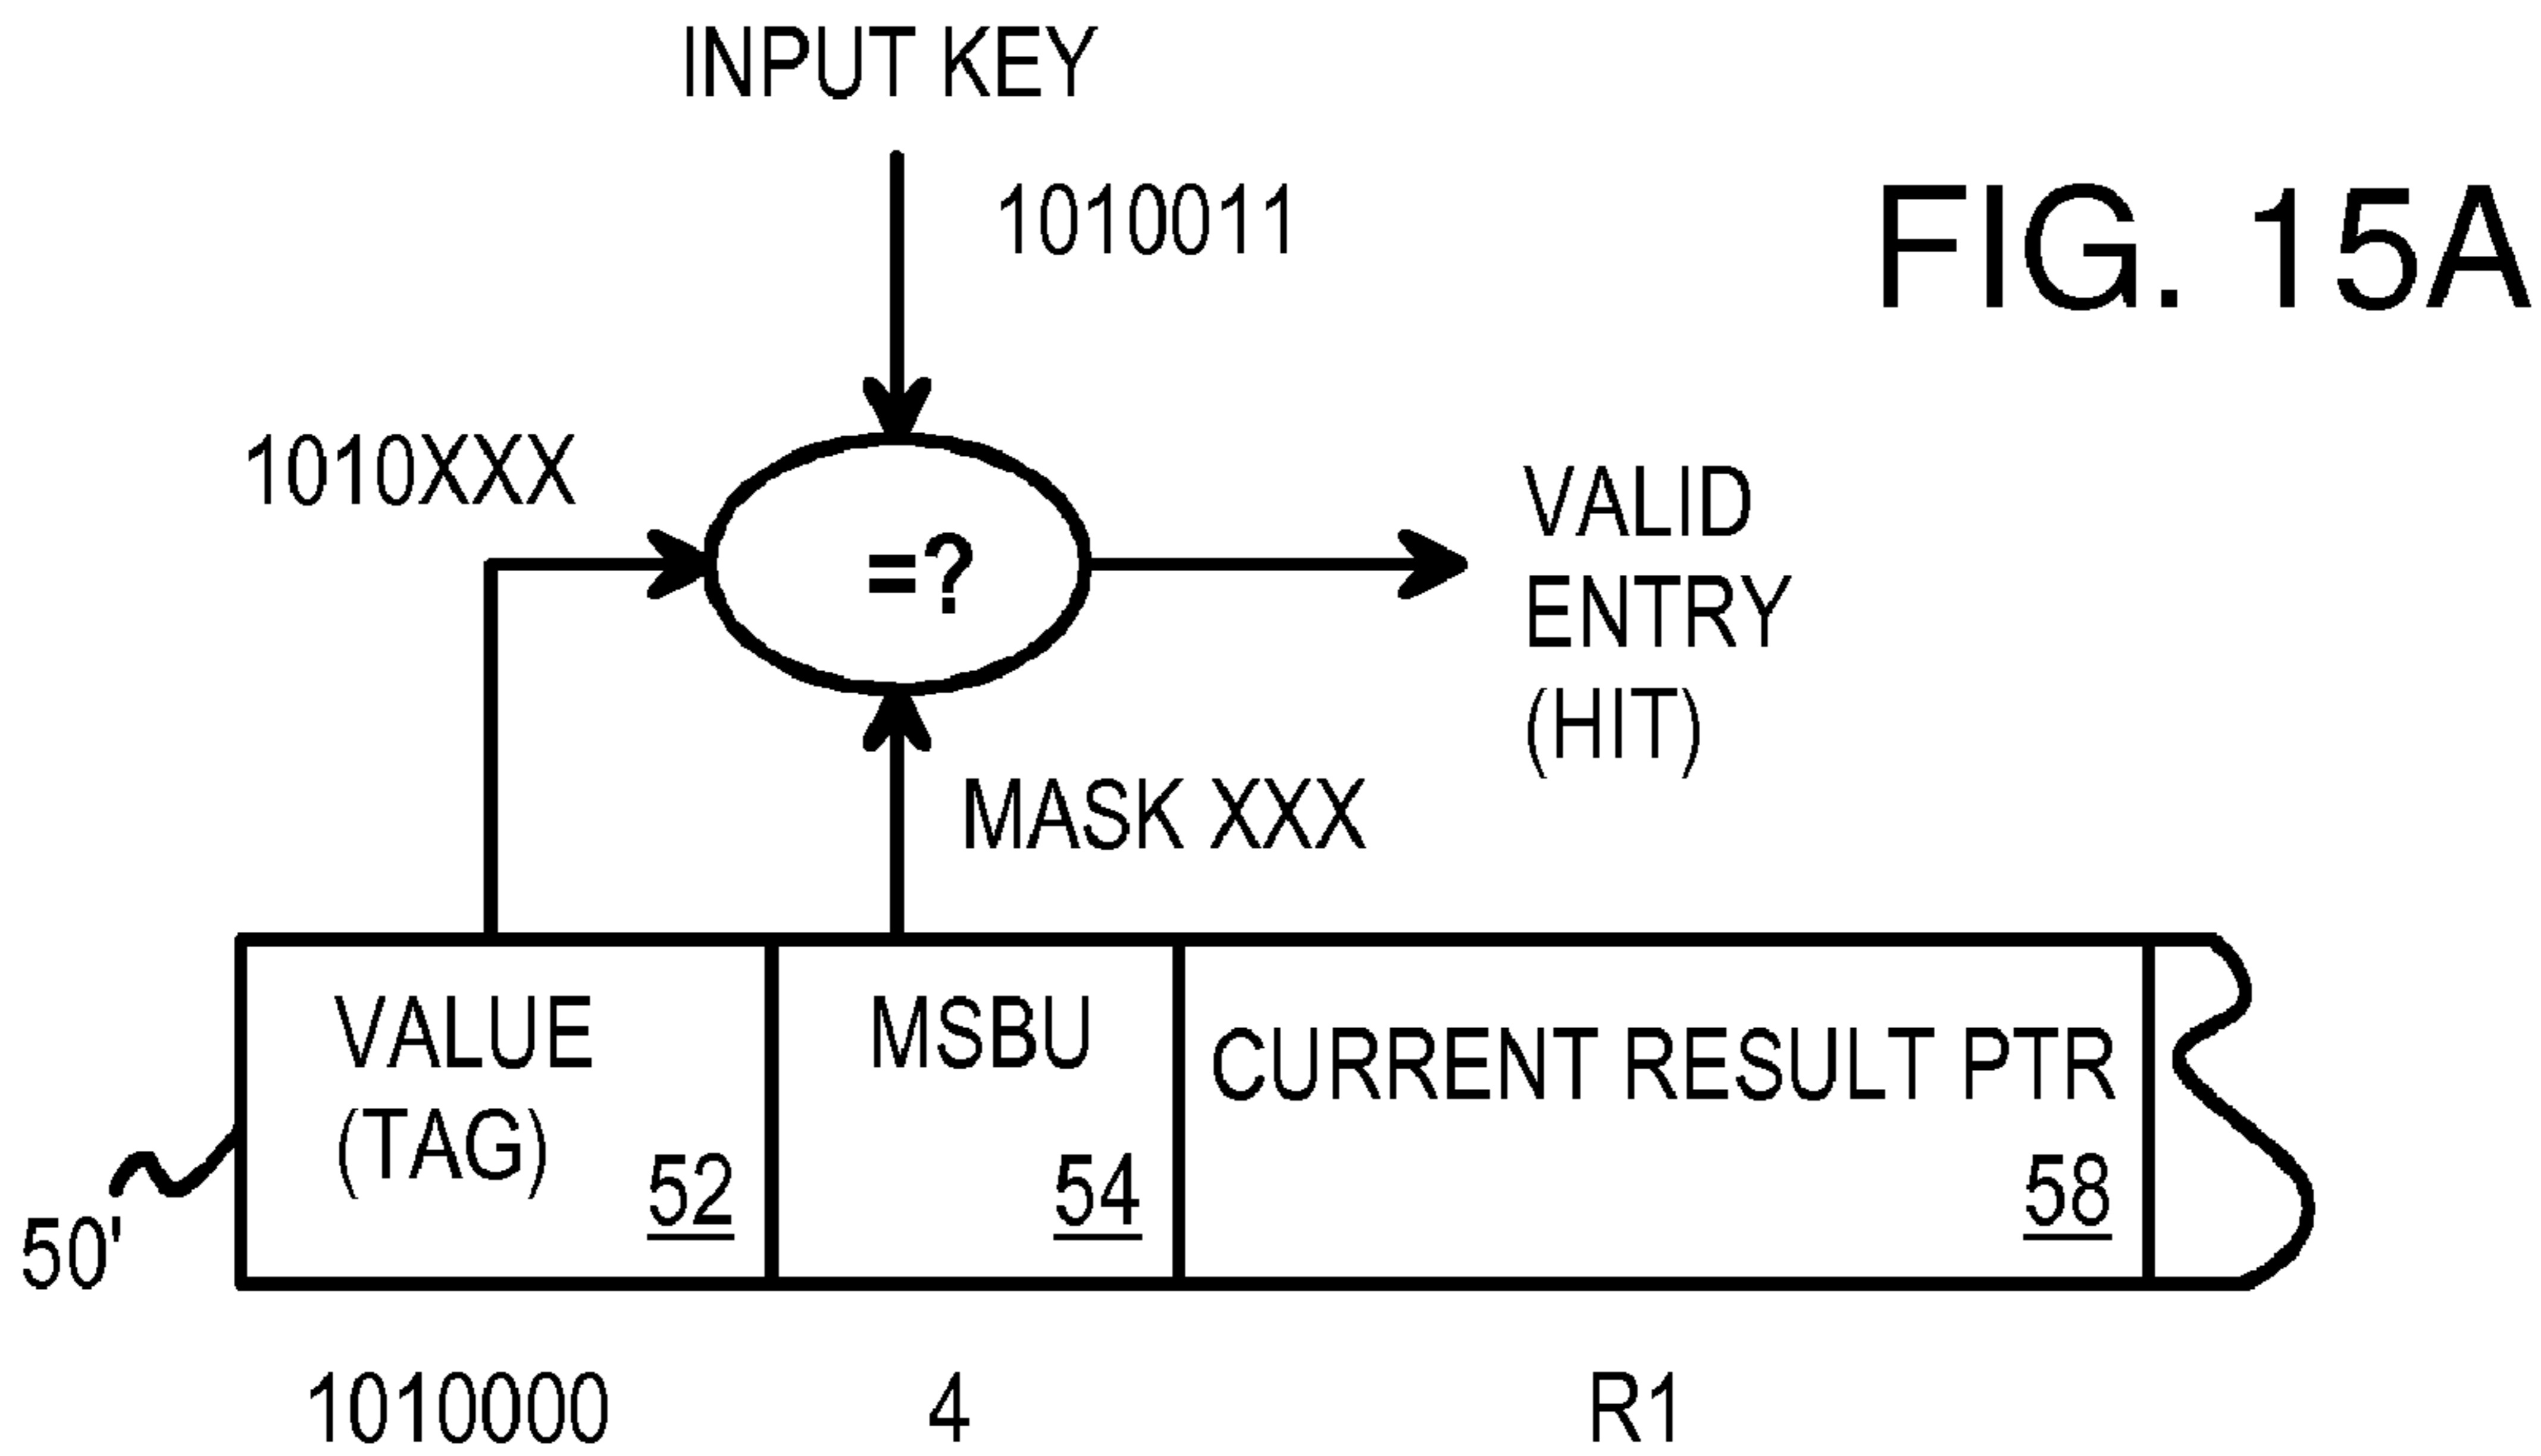 INPUT KEY
1010011
FIG. 15A
1010XXX
=?
VALID
ENTRY
(HIT)
MASK XXX
VALUE
(TAG)
52
MSBU
54
CURRENT RESULT PTR
58
50'
1010000
4
R1